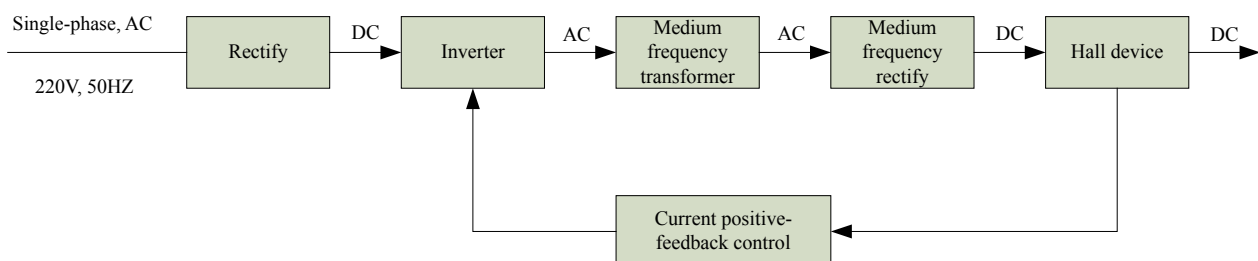 Single-phase, AC
220V, 50HZ
Rectify
DC
Inverter
AC
Medium
frequency
transformer
AC
Medium
frequency
rectify
DC
Hall device
DC
Current positive-
feedback control